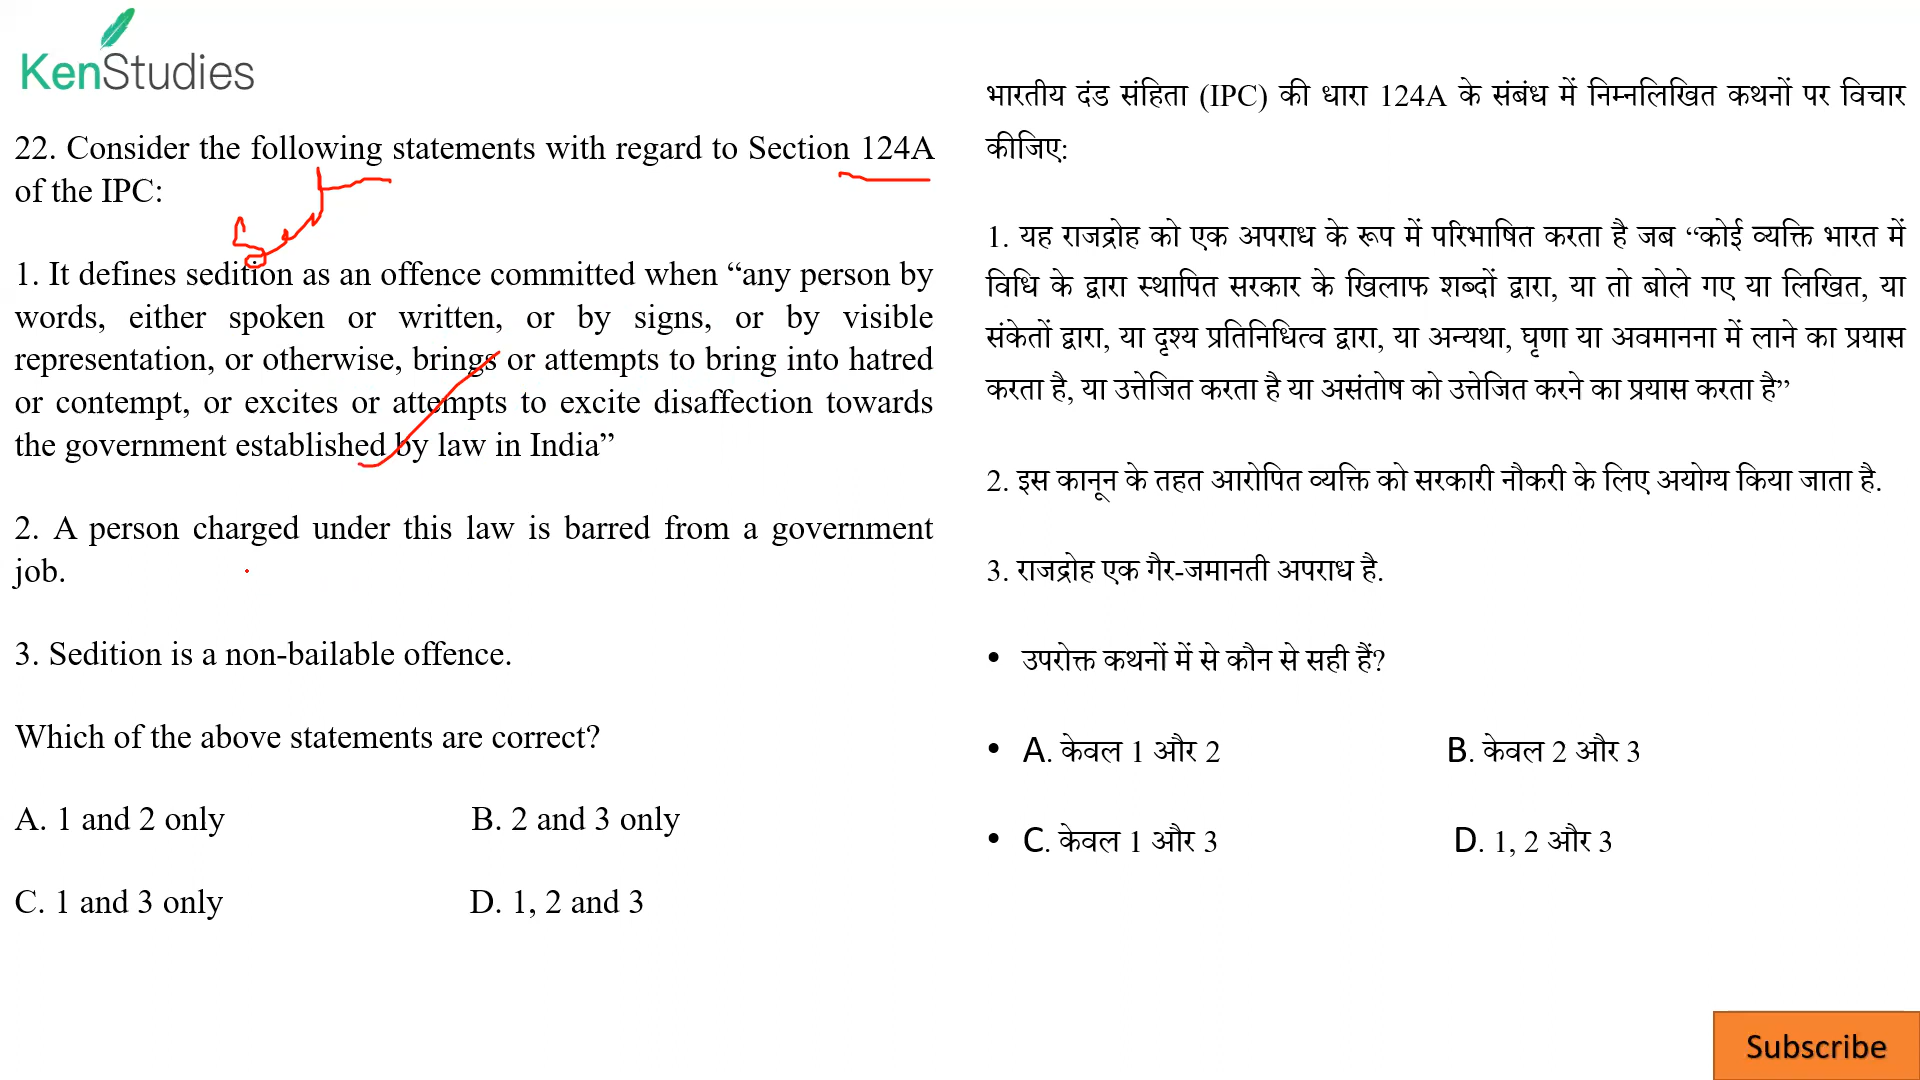 KenStudies
22. Consider the following statements with regard to Section 124A
of the IPC:
1. It defines sedition as an offence committed when “any person by
words, either spoken or written, or by signs, or by visible
representation, or otherwise, brings or attempts to bring into hatred
or contempt, or excites or attempts to excite disaffection towards
the government established by law in India”
2. A person charged under this law is barred from a government
job.
3. Sedition is a non-bailable offence.
Which of the above statements are correct?
A. 1 and 2 only B. 2 and 3 only
C. 1 and 3 only D. 1, 2 and 3
भारतीय दंड संहिता (IPC) की धारा 124A के संबंध में निम्नलिखित कथनों पर विचार
कीजिए:
1. यह राजद्रोह को एक अपराध के रूप में परिभाषित करता है जब “कोई व्यक्ति भारत में
विधि के द्वारा स्थापित सरकार के खिलाफ शब्दों द्वारा, या तो बोले गए या लिखित, या
संकेतों द्वारा, या दृश्य प्रतिनिधित्व द्वारा, या अन्यथा, घृणा या अवमानना में लाने का प्रयास
करता है, या उत्तेजित करता है या असंतोष को उत्तेजित करने का प्रयास करता है”
2. इस कानून के तहत आरोपित व्यक्ति को सरकारी नौकरी के लिए अयोग्य किया जाता है.
3. राजद्रोह एक गैर-जमानती अपराध है.
• उपरोक्त कथनों में से कौन से सही हैं?
• A. केवल 1 और 2 B. केवल 2 और 3
• C. केवल 1 और 3 D. 1, 2 और 3
Subscribe